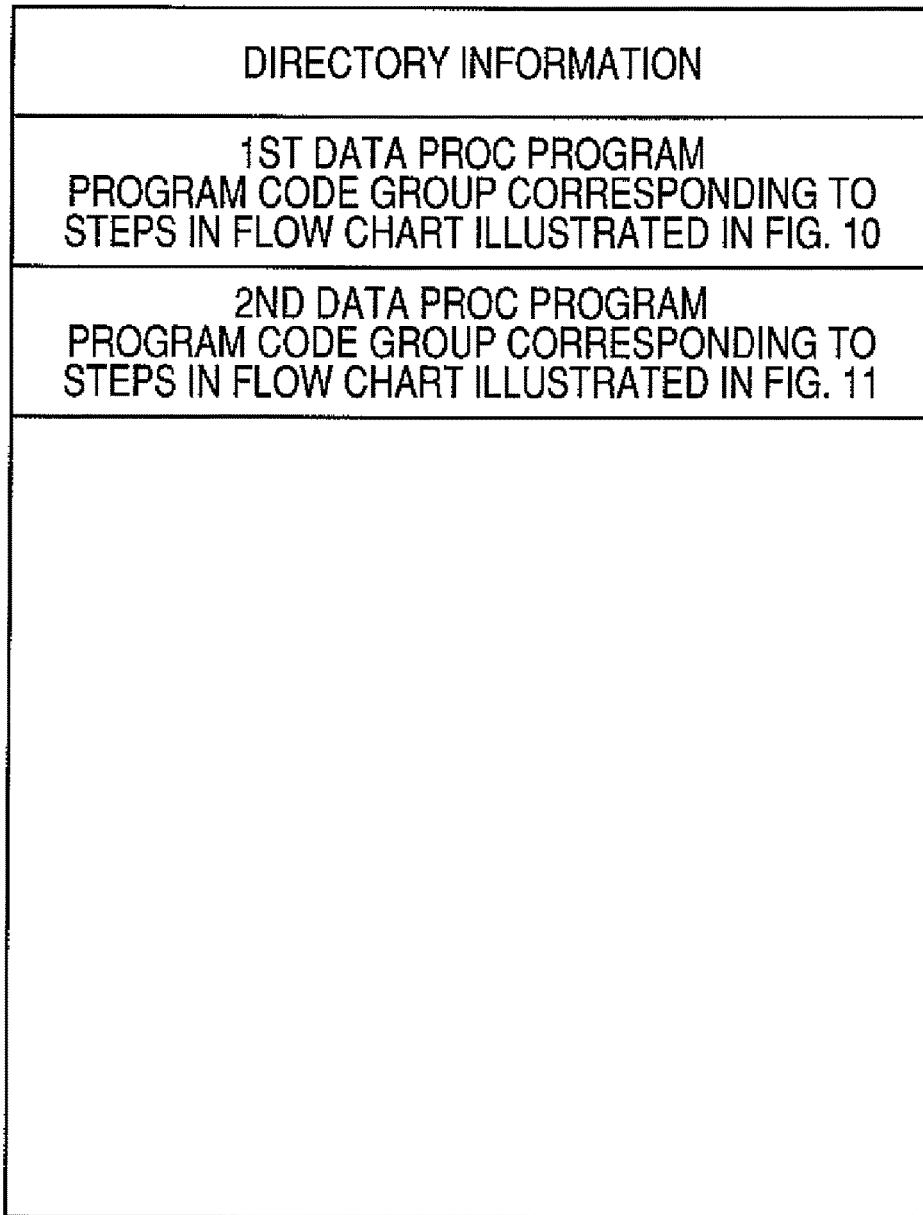 DIRECTORY INFORMATION
1ST DATA PROC PROGRAM
PROGRAM CODE GROUP CORRESPONDING TO
STEPS IN FLOW CHART ILLUSTRATED IN FIG. 10
2ND DATA PROC PROGRAM
PROGRAM CODE GROUP CORRESPONDING TO
STEPS IN FLOW CHART ILLUSTRATED IN FIG. 11